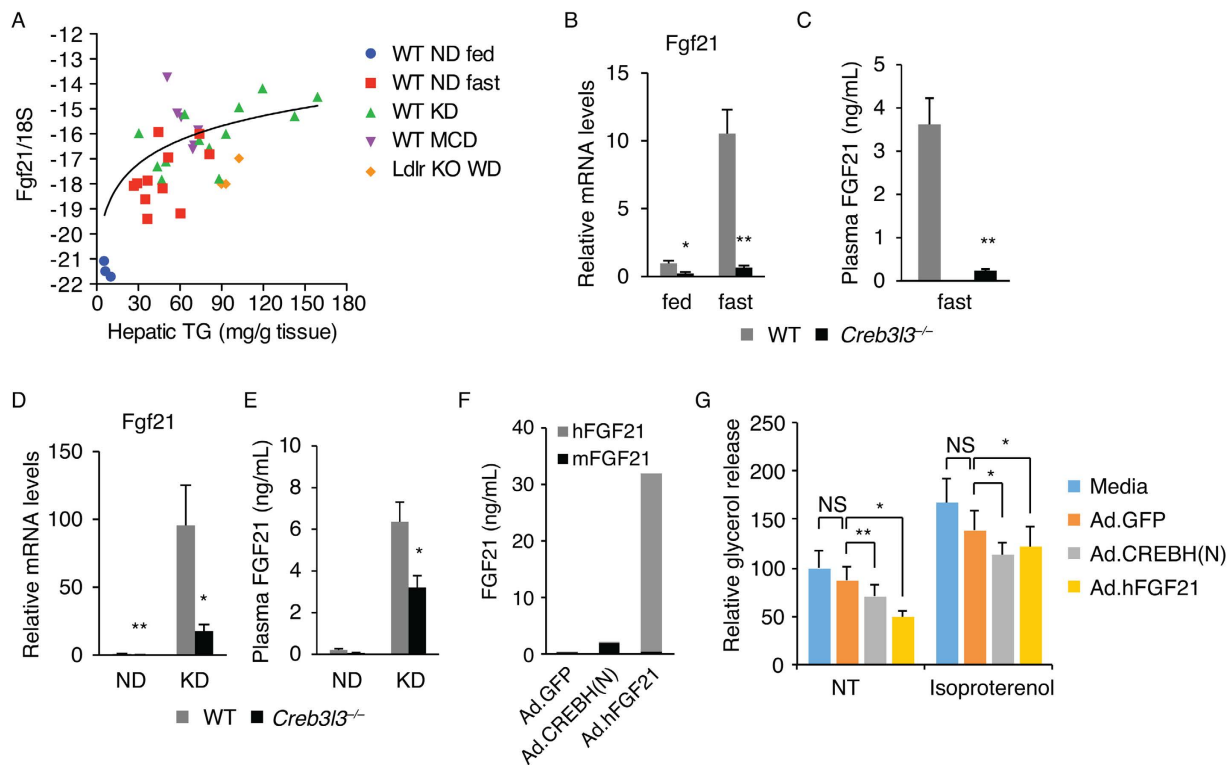 A
Fgf21/18S
-12
-13
-14
-15
-16
-17
-18
-19
-20
-21
-22
0 30 60 90 120 150 180
Hepatic TG (mg/g tissue)
WT ND fed
WT ND fast
WT KD
WT MCD
Ldlr KO WD
B
Fgf21
Relative mRNA levels
15
10
5
0
*
**
fed fast
C
Plasma FGF21 (ng/mL)
5
4
3
2
1
0
**
fast
WT Creb3l3–/–
D
Fgf21
Relative mRNA levels
150
100
50
0
**
*
ND KD
E
Plasma FGF21 (ng/mL)
10
8
6
4
2
0
*
ND KD
WT Creb3l3–/–
F
FGF21 (ng/mL)
40
30
20
10
0
hFGF21
mFGF21
Ad.GFP
Ad.CREBH(N)
Ad.hFGF21
G
Relative glycerol release
250
200
150
100
50
0
NS
*
**
NS
*
*
NT Isoproterenol
Media
Ad.GFP
Ad.CREBH(N)
Ad.hFGF21